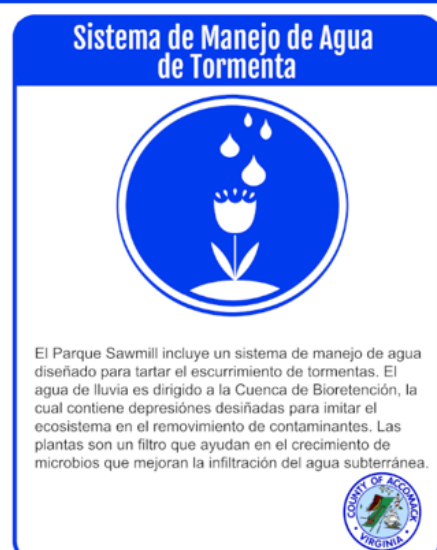 Sistema de Manejo de Agua
de Tormenta
El Parque Sawmill incluye un sistema de manejo de agua
diseñado para tartar el escurrimiento de tormentas. El
agua de lluvia es dirigido a la Cuenca de Bioretención, la
cual contiene depresiónes desiñadas para imitar el
ecosistema en el removimiento de contaminantes. Las
plantas son un filtro que ayudan en el crecimiento de
microbios que mejoran la infiltración del agua subterránea.
COUNTY OF ACCOMACK
VIRGINIA